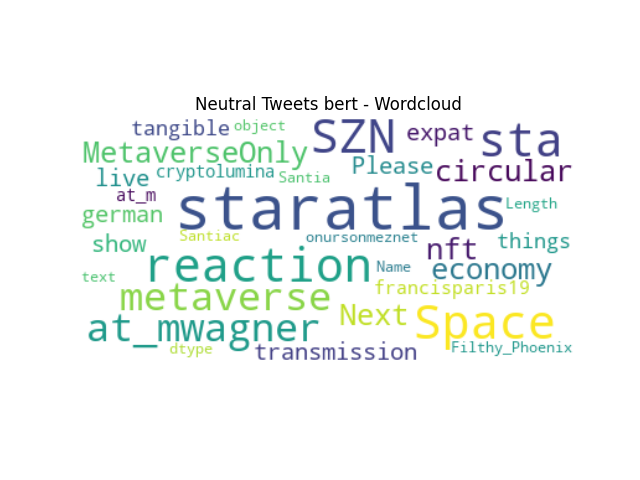 Neutral Tweets bert - Wordcloud
tangible object SZN expat sta
MetaverseOnly Please circular
live cryptolumina Santia
at_m staratlas Length
german
show Santiac onursonmeznet nft things
text reaction Name economy
metaverse francisparis19
at_mwagner Next Space
dtype transmission Filthy_Phoenix